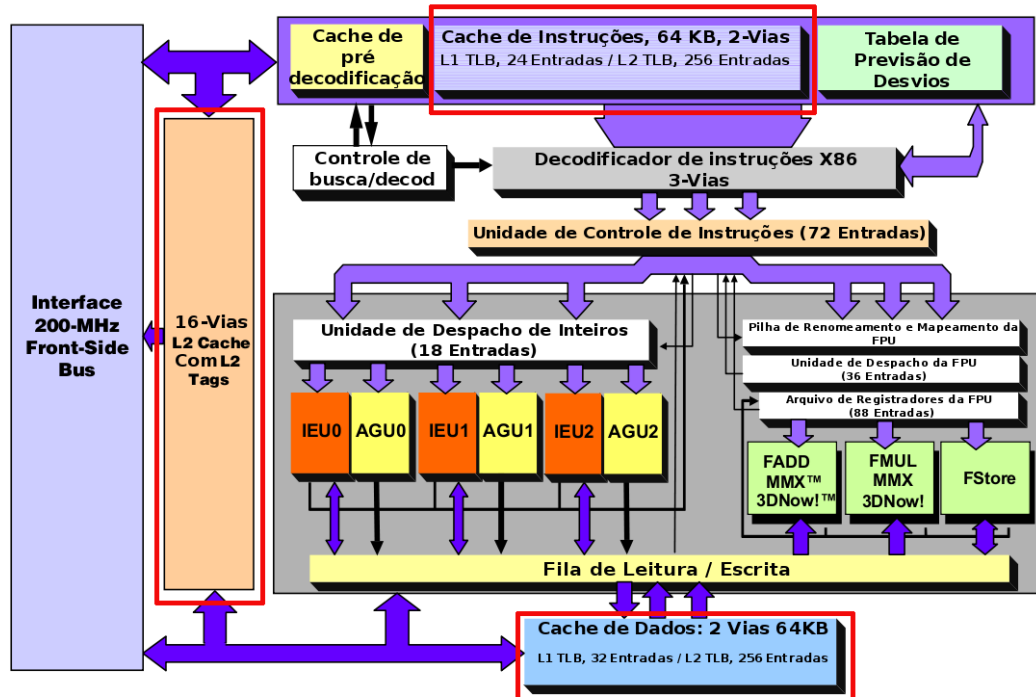 Cache de
pré
decodificação
Cache de Instruções, 64 KB, 2-Vias
L1 TLB, 24 Entradas / L2 TLB, 256 Entradas
Tabela de
Previsão de
Desvios
Controle de
busca/decod
Decodificador de instruções X86
3-Vias
Unidade de Controle de Instruções (72 Entradas)
Interface
200-MHz
Front-Side
Bus
16-Vias
L2 Cache
Com L2
Tags
Unidade de Despacho de Inteiros
(18 Entradas)
Pilha de Renomeamento e Mapeamento da
FPU
Unidade de Despacho da FPU
(36 Entradas)
Arquivo de Registradores da FPU
(88 Entradas)
IEU0
AGU0
IEU1
AGU1
IEU2
AGU2
FADD
MMX™
3DNow!™
FMUL
MMX
3DNow!
FStore
Fila de Leitura / Escrita
Cache de Dados: 2 Vias 64KB
L1 TLB, 32 Entradas / L2 TLB, 256 Entradas